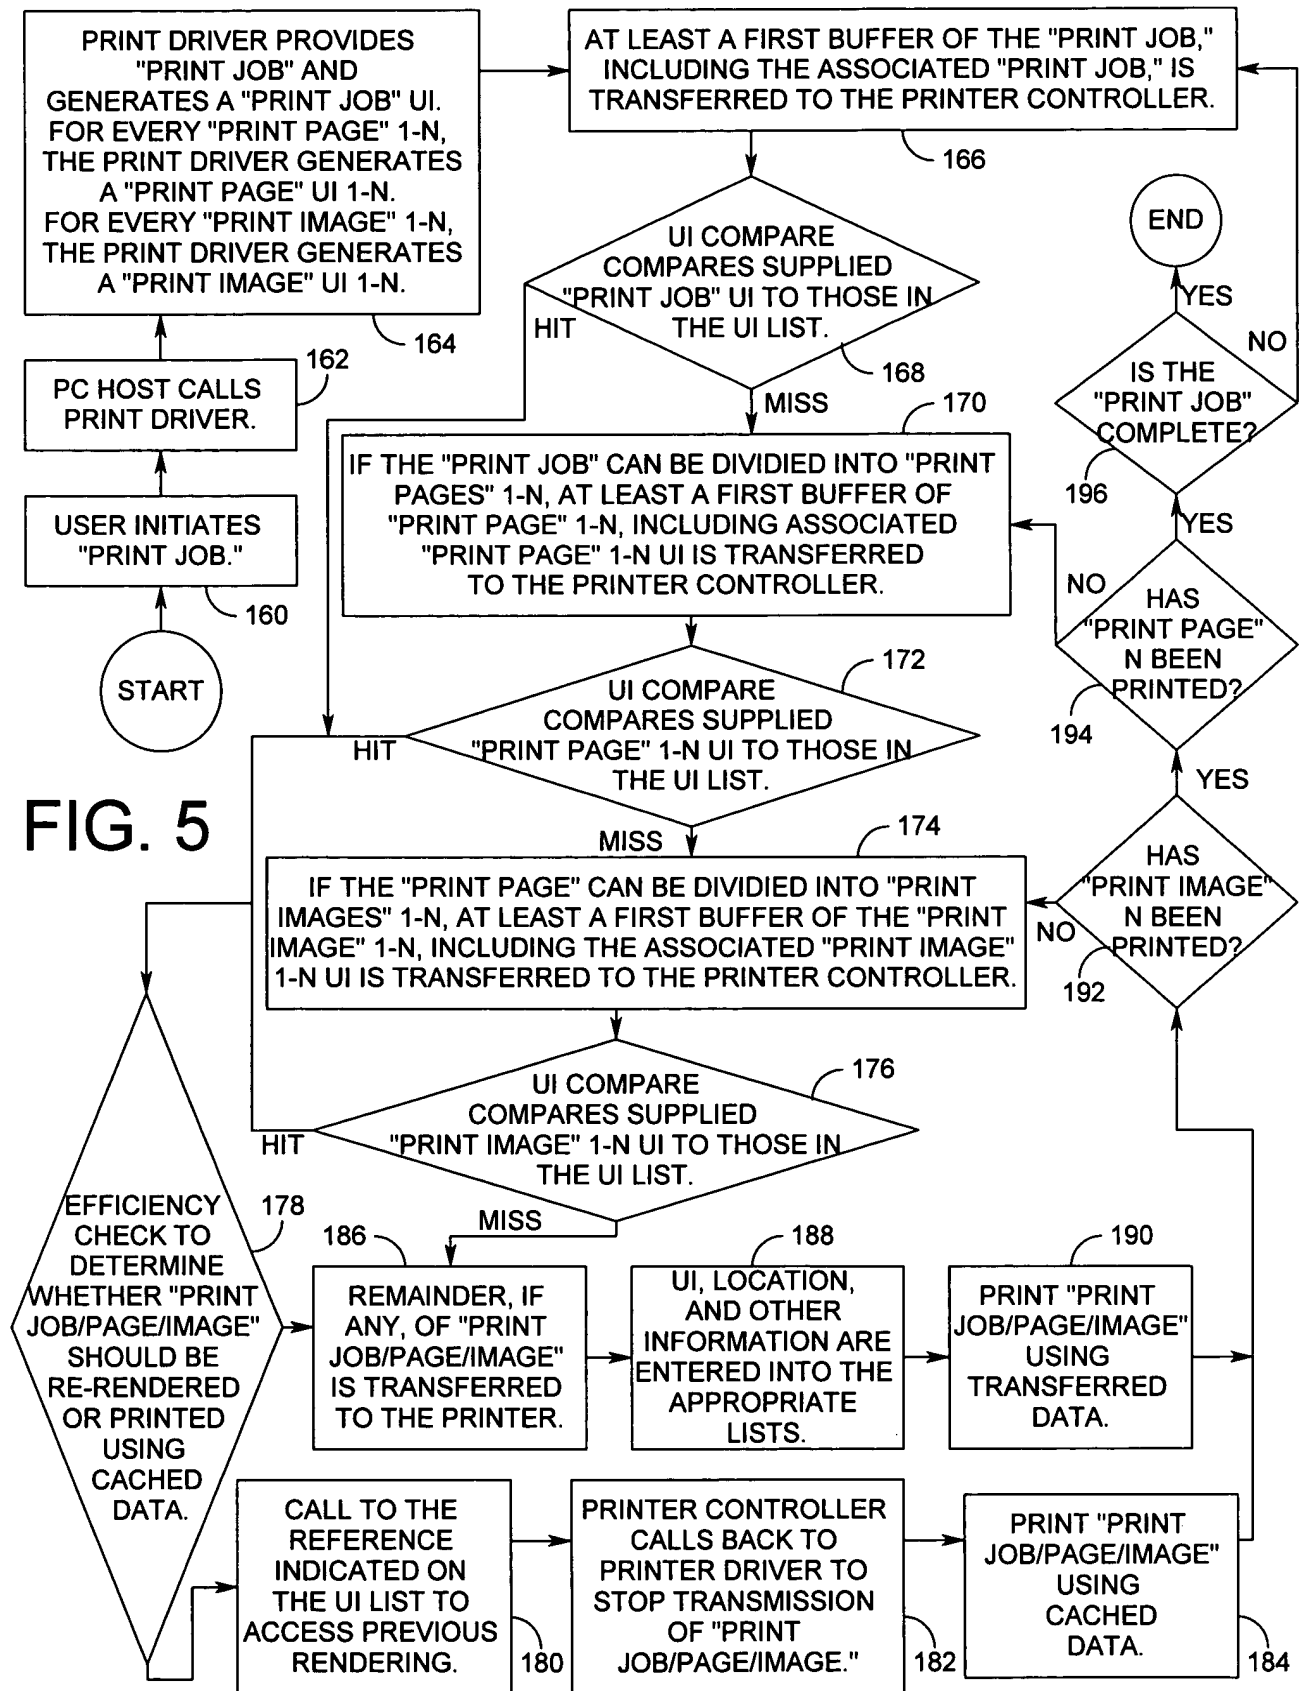 PRINT DRIVER PROVIDES
"PRINT JOB" AND
GENERATES A "PRINT JOB" UI.
FOR EVERY "PRINT PAGE" 1-N,
THE PRINT DRIVER GENERATES
A "PRINT PAGE" UI 1-N.
FOR EVERY "PRINT IMAGE" 1-N,
THE PRINT DRIVER GENERATES
A "PRINT IMAGE" UI 1-N.
164
162
PC HOST CALLS
PRINT DRIVER.
USER INITIATES
"PRINT JOB."
160
START
FIG. 5
AT LEAST A FIRST BUFFER OF THE "PRINT JOB,"
INCLUDING THE ASSOCIATED "PRINT JOB," IS
TRANSFERRED TO THE PRINTER CONTROLLER.
166
UI COMPARE
COMPARES SUPPLIED
"PRINT JOB" UI TO THOSE IN
THE UI LIST.
HIT
168
MISS
170
IF THE "PRINT JOB" CAN BE DIVIDED INTO "PRINT
PAGES" 1-N, AT LEAST A FIRST BUFFER OF
"PRINT PAGE" 1-N, INCLUDING ASSOCIATED
"PRINT PAGE" 1-N UI IS TRANSFERRED
TO THE PRINTER CONTROLLER.
172
UI COMPARE
COMPARES SUPPLIED
"PRINT PAGE" 1-N UI TO THOSE IN
THE UI LIST.
HIT
MISS
174
IF THE "PRINT PAGE" CAN BE DIVIDIED INTO "PRINT
IMAGES" 1-N, AT LEAST A FIRST BUFFER OF THE "PRINT
IMAGE" 1-N, INCLUDING THE ASSOCIATED "PRINT IMAGE"
1-N UI IS TRANSFERRED TO THE PRINTER CONTROLLER.
176
UI COMPARE
COMPARES SUPPLIED
"PRINT IMAGE" 1-N UI TO THOSE IN
THE UI LIST.
HIT
MISS
END
YES
NO
IS THE
"PRINT JOB"
COMPLETE?
196
YES
NO
HAS
"PRINT PAGE"
N BEEN
PRINTED?
194
YES
HAS
"PRINT IMAGE"
N BEEN
PRINTED?
NO
192
EFFICIENCY
CHECK TO
DETERMINE
WHETHER "PRINT
JOB/PAGE/IMAGE"
SHOULD BE
RE-RENDERED
OR PRINTED
USING
CACHED
DATA.
178
186
REMAINDER, IF
ANY, OF "PRINT
JOB/PAGE/IMAGE"
IS TRANSFERRED
TO THE PRINTER.
188
UI, LOCATION,
AND OTHER
INFORMATION ARE
ENTERED INTO THE
APPROPRIATE
LISTS.
190
PRINT "PRINT
JOB/PAGE/IMAGE"
USING
TRANSFERRED
DATA.
CALL TO THE
REFERENCE
INDICATED ON
THE UI LIST TO
ACCESS PREVIOUS
RENDERING.
180
PRINTER CONTROLLER
CALLS BACK TO
PRINTER DRIVER TO
STOP TRANSMISSION
OF "PRINT
JOB/PAGE/IMAGE."
182
PRINT "PRINT
JOB/PAGE/IMAGE"
USING
CACHED
DATA.
184